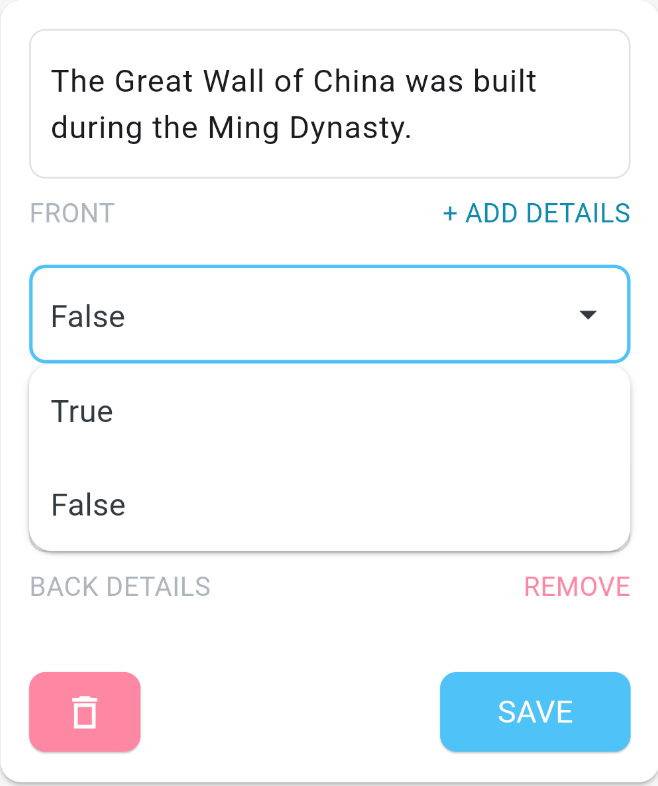 The Great Wall of China was built
during the Ming Dynasty.
FRONT
+ ADD DETAILS
False
True
False
BACK DETAILS
REMOVE
SAVE